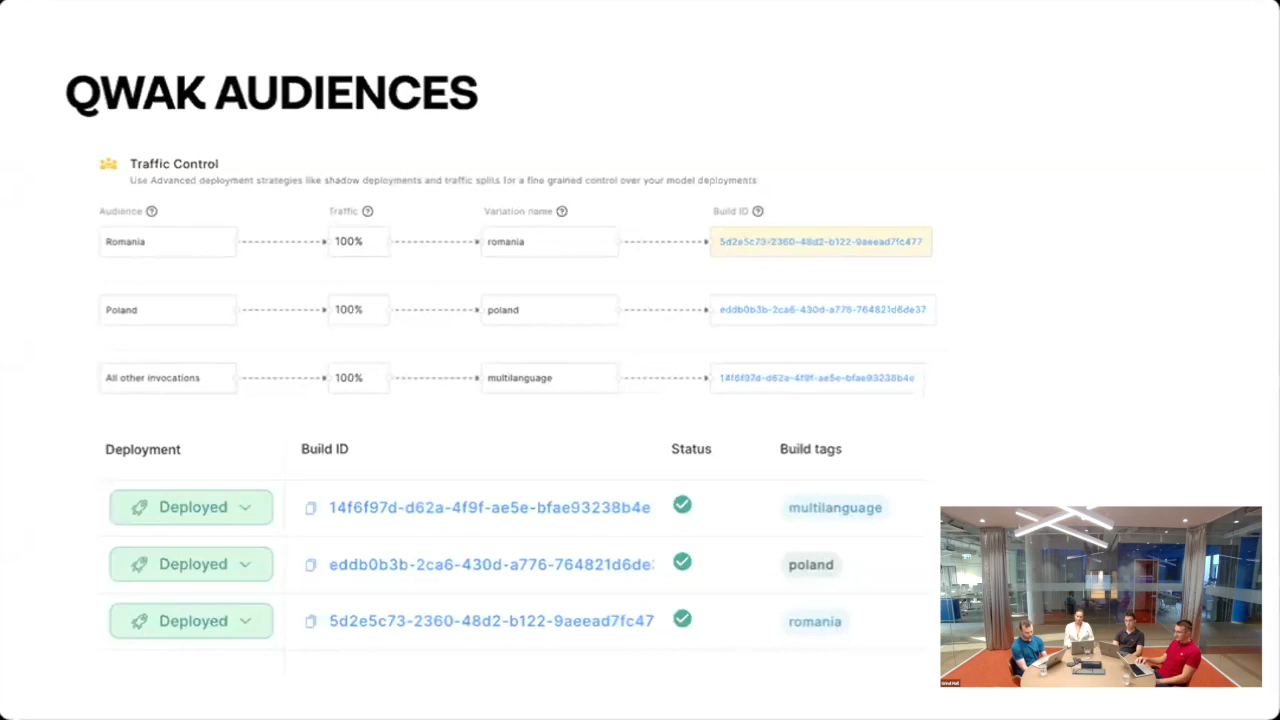 QWAK AUDIENCES
Traffic Control
Use Advanced deployment strategies like shadow deployments and traffic splits for a fine grained control over your model deployments
Audience Traffic Variation name Build ID
Romania 100% romania 5d2e5c73-2360-48d2-b122-9aeead7fc477
Poland 100% poland eddb0b3b-2ca6-430d-a776-764821d6de37
All other invocations 100% multilanguage 14f6f97d-d62a-4f9f-ae5e-bfae93238b4e
Deployment Build ID Status Build tags
Deployed 14f6f97d-d62a-4f9f-ae5e-bfae93238b4e multilanguage
Deployed eddb0b3b-2ca6-430d-a776-764821d6de poland
Deployed 5d2e5c73-2360-48d2-b122-9aeead7fc47 romania